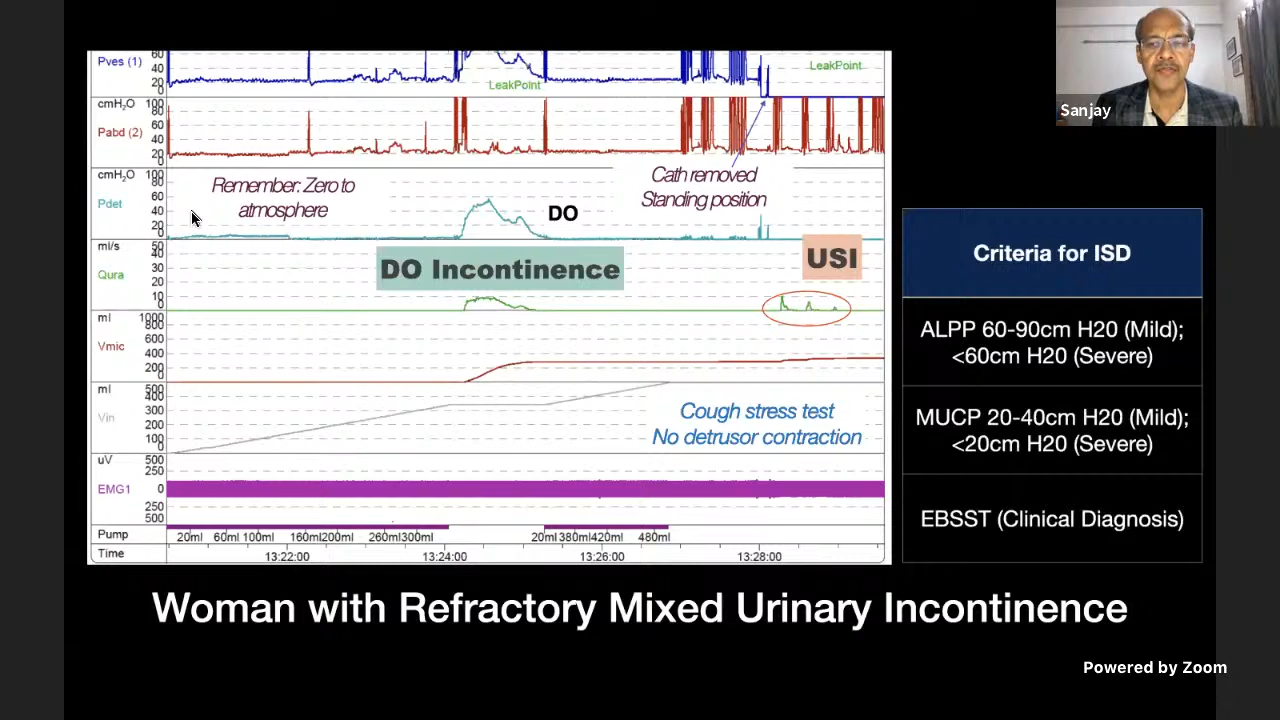 Pves (1)
60
40
20
0
LeakPoint
LeakPoint
cmH2O
100
80
60
40
20
0
Pabd (2)
cmH2O
100
80
60
40
20
0
Pdet
Remember: Zero to
atmosphere
DO
Cath removed
Standing position
ml/s
50
40
30
20
10
0
Qura
DO Incontinence
USI
ml
1000
800
600
400
200
0
Vmic
ml
500
400
300
200
100
0
Vin
Cough stress test
No detrusor contraction
uV
500
250
0
250
500
EMG1
Pump
20ml 60ml 100ml 160ml 200ml 260ml 300ml 20ml 380ml 420ml 480ml
Time
13:22:00 13:24:00 13:26:00 13:28:00
Sanjay
Criteria for ISD
ALPP 60-90cm H20 (Mild);
<60cm H20 (Severe)
MUCP 20-40cm H20 (Mild);
<20cm H20 (Severe)
EBSST (Clinical Diagnosis)
Woman with Refractory Mixed Urinary Incontinence
Powered by Zoom